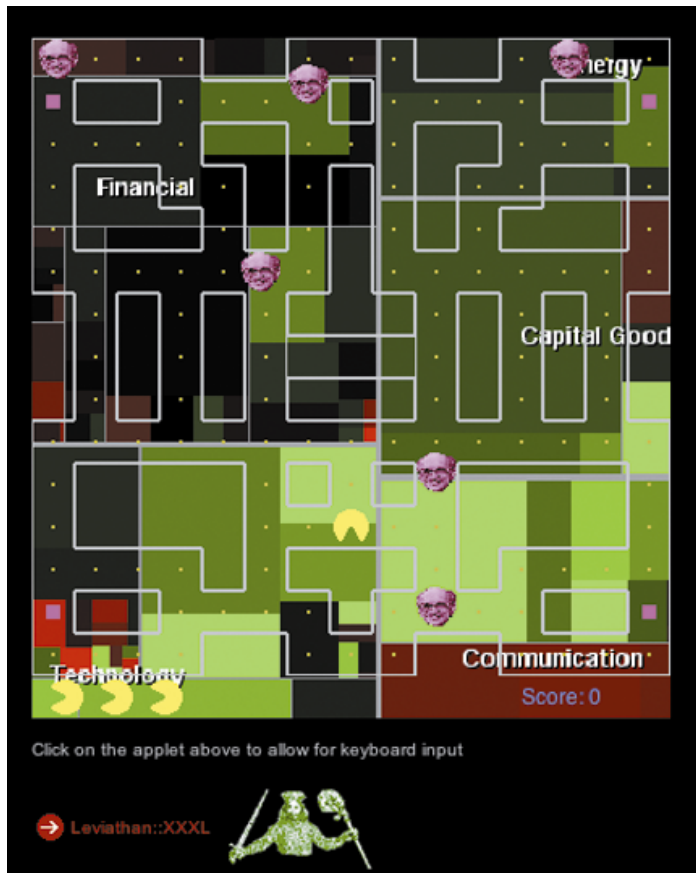 nergy
Financial
Capital Good
Technology
Communication
Score: 0
Click on the applet above to allow for keyboard input
Leviathan::XXXL